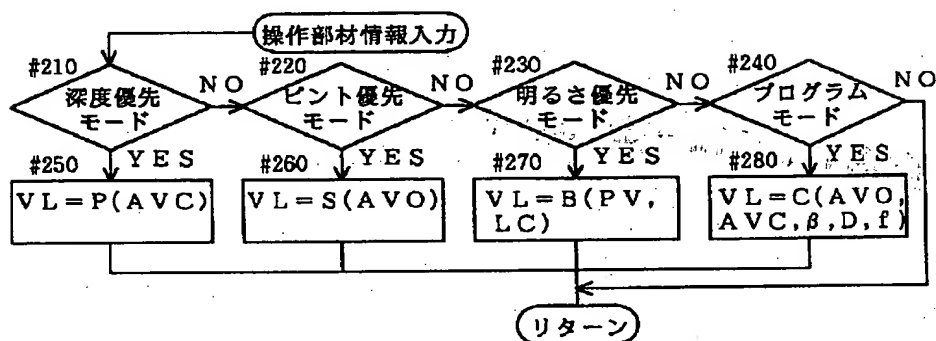 操作部材情報入力
#210
#220
#230
#240
深度優先
モード
NO
ピント優先
モード
NO
明るさ優先
モード
NO
プログラム
モード
NO
#250
YES
#260
YES
#270
YES
#280
YES
VL=P(AVC)
VL=S(AVO)
VL=B(PV,
LC)
VL=C(AVO,
AVC,β,D,f)
リターン